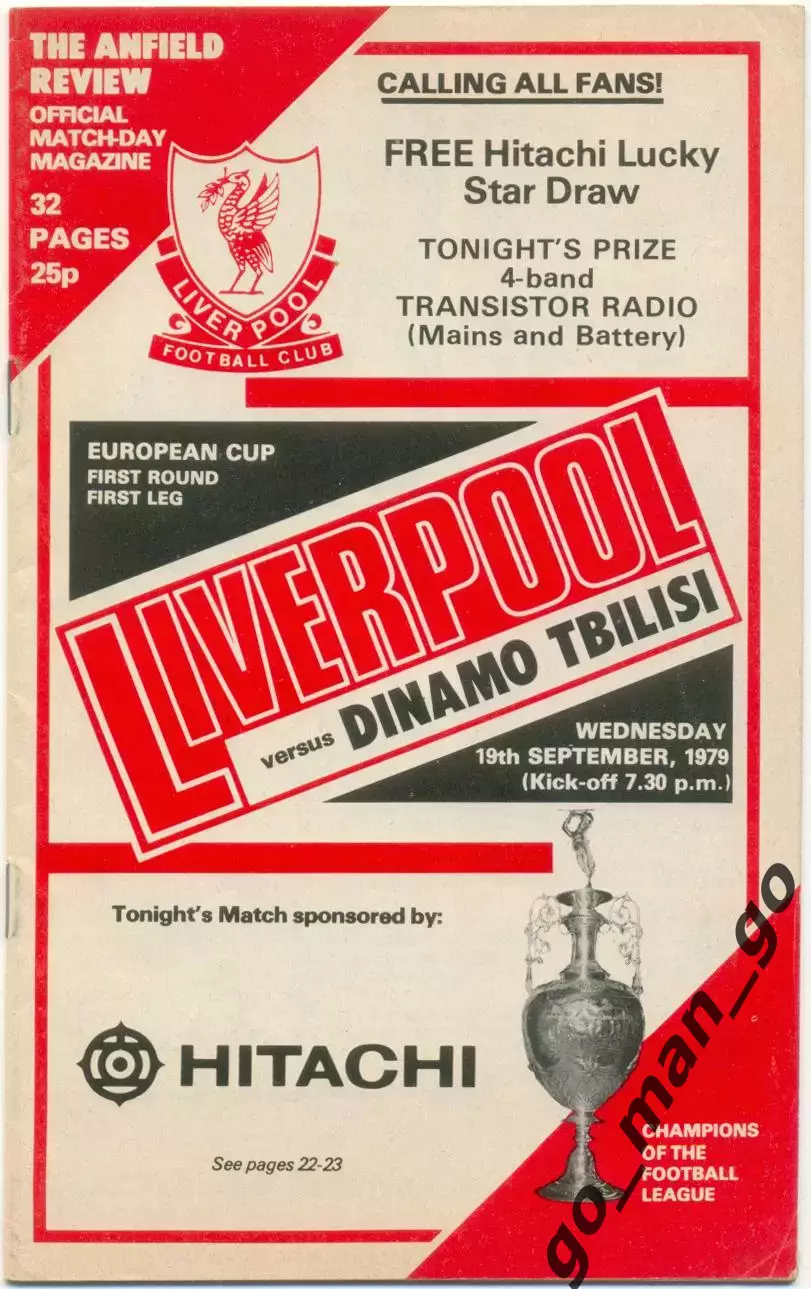 THE ANFIELD
REVIEW
OFFICIAL
MATCH-DAY
MAGAZINE
32
PAGES
25p
LIVERPOOL
FOOTBALL CLUB
CALLING ALL FANS!
FREE Hitachi Lucky
Star Draw
TONIGHT'S PRIZE
4-band
TRANSISTOR RADIO
(Mains and Battery)
EUROPEAN CUP
FIRST ROUND
FIRST LEG
LIVERPOOL
versus DINAMO TBILISI
WEDNESDAY
19th SEPTEMBER, 1979
(Kick-off 7.30 p.m.)
Tonight's Match sponsored by:
HITACHI
See pages 22-23
CHAMPIONS
OF THE
FOOTBALL
LEAGUE
go_man_go